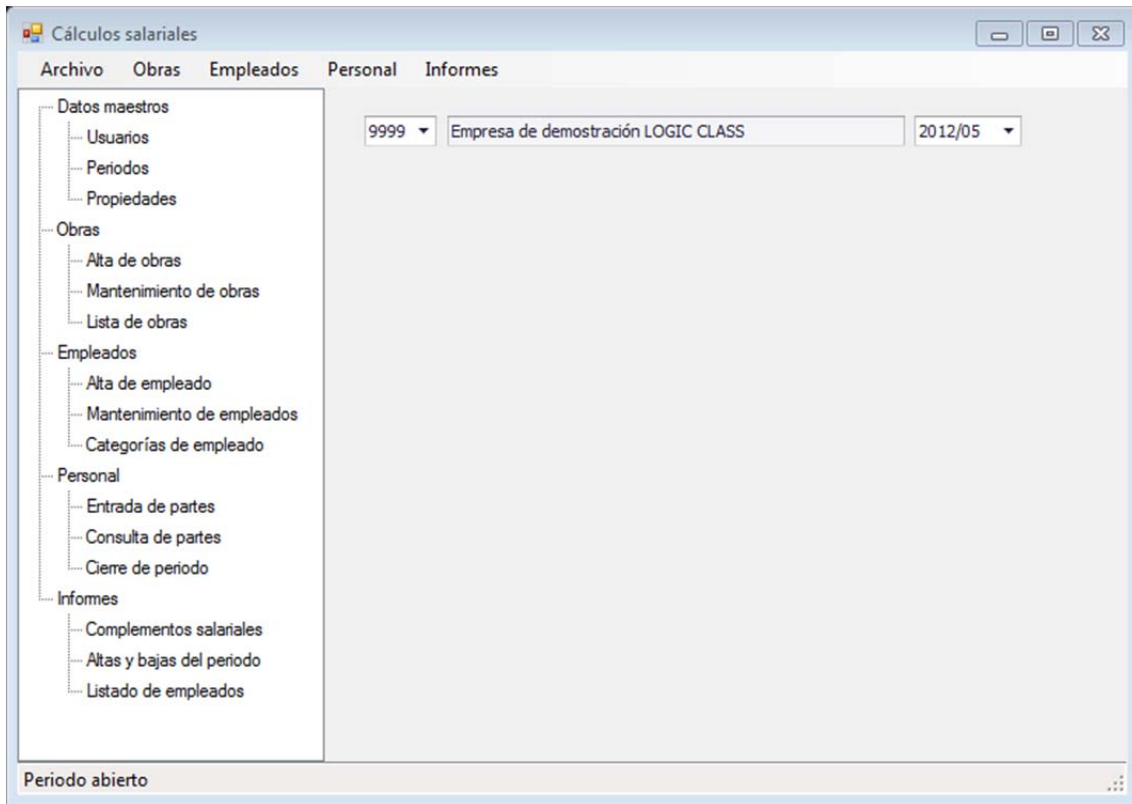 Cálculos salariales
Archivo Obras Empleados Personal Informes
Datos maestros
Usuarios
Periodos
Propiedades
Obras
Alta de obras
Mantenimiento de obras
Lista de obras
Empleados
Alta de empleado
Mantenimiento de empleados
Categorías de empleado
Personal
Entrada de partes
Consulta de partes
Cierre de periodo
Informes
Complementos salariales
Altas y bajas del periodo
Listado de empleados
9999 Empresa de demostración LOGIC CLASS 2012/05
Periodo abierto